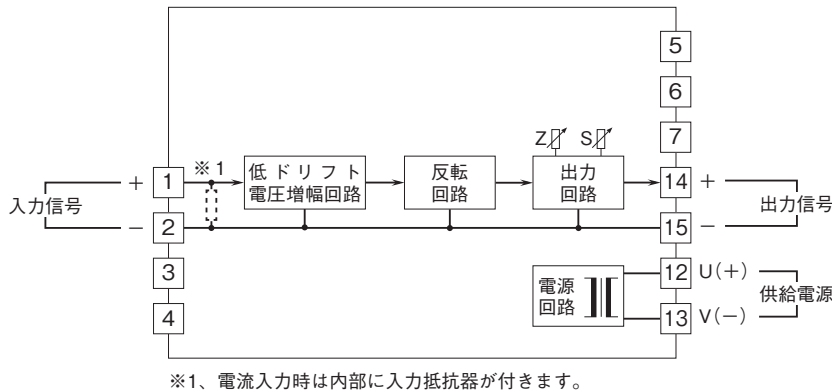 5
6
7
Z S
※1
1
低ドリフト
電圧増幅回路
反転
回路
出力
回路
14
+
+
入力信号
出力信号
−
2
15
−
3
電源
回路
12
U(+)
供給電源
4
13
V(−)
※1、電流入力時は内部に入力抵抗器が付きます。